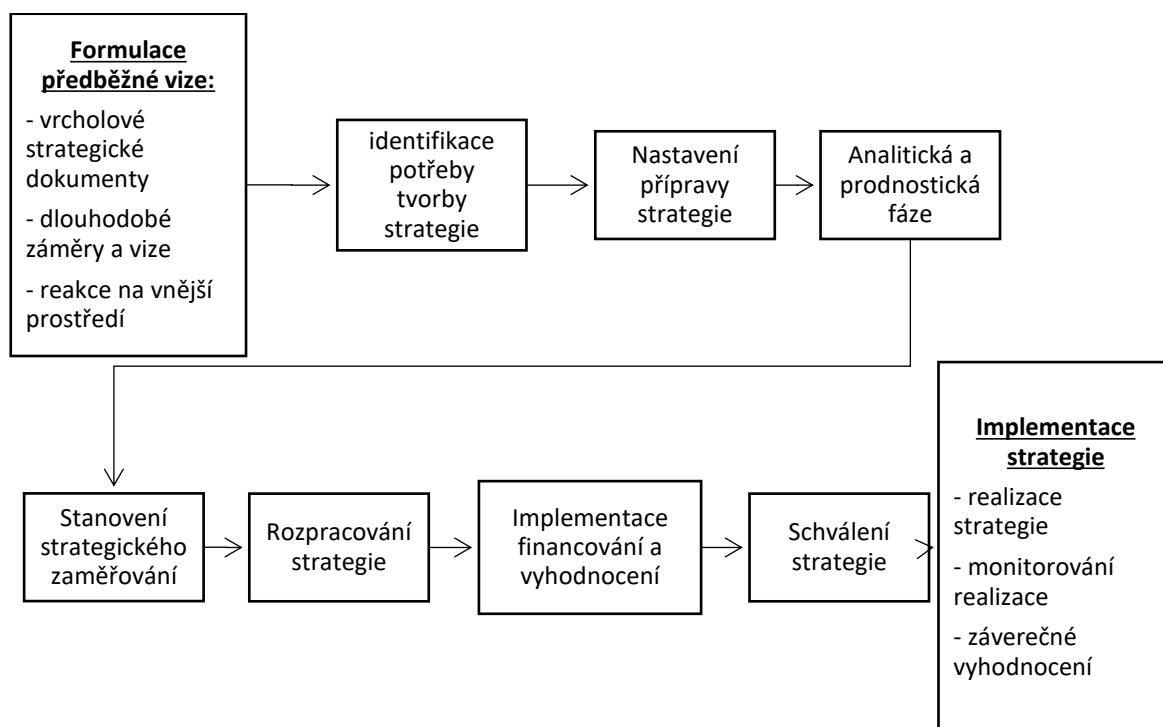 Formulace
předběžné vize:
- vrcholové
strategické
dokumenty
- dlouhodobé
záměry a vize
- reakce na vnější
prostředí
identifikace
potřeby
tvorby
strategie
Nastavení
přípravy
strategie
Analitická a
prodnostická
fáze
Stanovení
strategického
zaměřování
Rozpracování
strategie
Implementace
financování a
vyhodnocení
Schválení
strategie
Implementace
strategie
- realizace
strategie
- monitorování
realizace
- záverečné
vyhodnocení